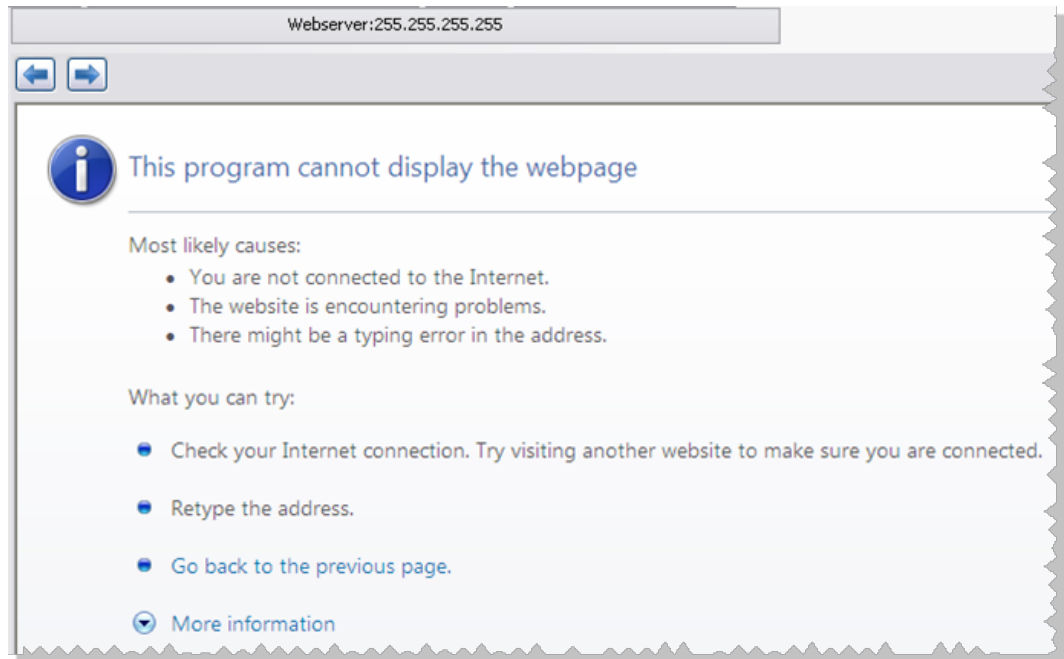 Webserver:255.255.255.255
This program cannot display the webpage
Most likely causes:
• You are not connected to the Internet.
• The website is encountering problems.
• There might be a typing error in the address.
What you can try:
Check your Internet connection. Try visiting another website to make sure you are connected.
Retype the address.
Go back to the previous page.
More information